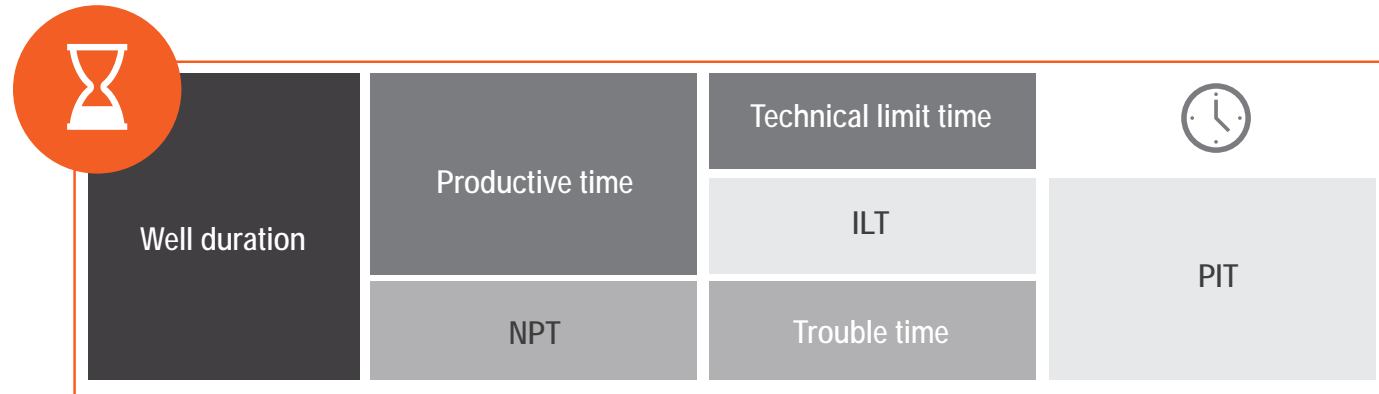 Well duration
Productive time
NPT
Technical limit time
ILT
Trouble time
PIT